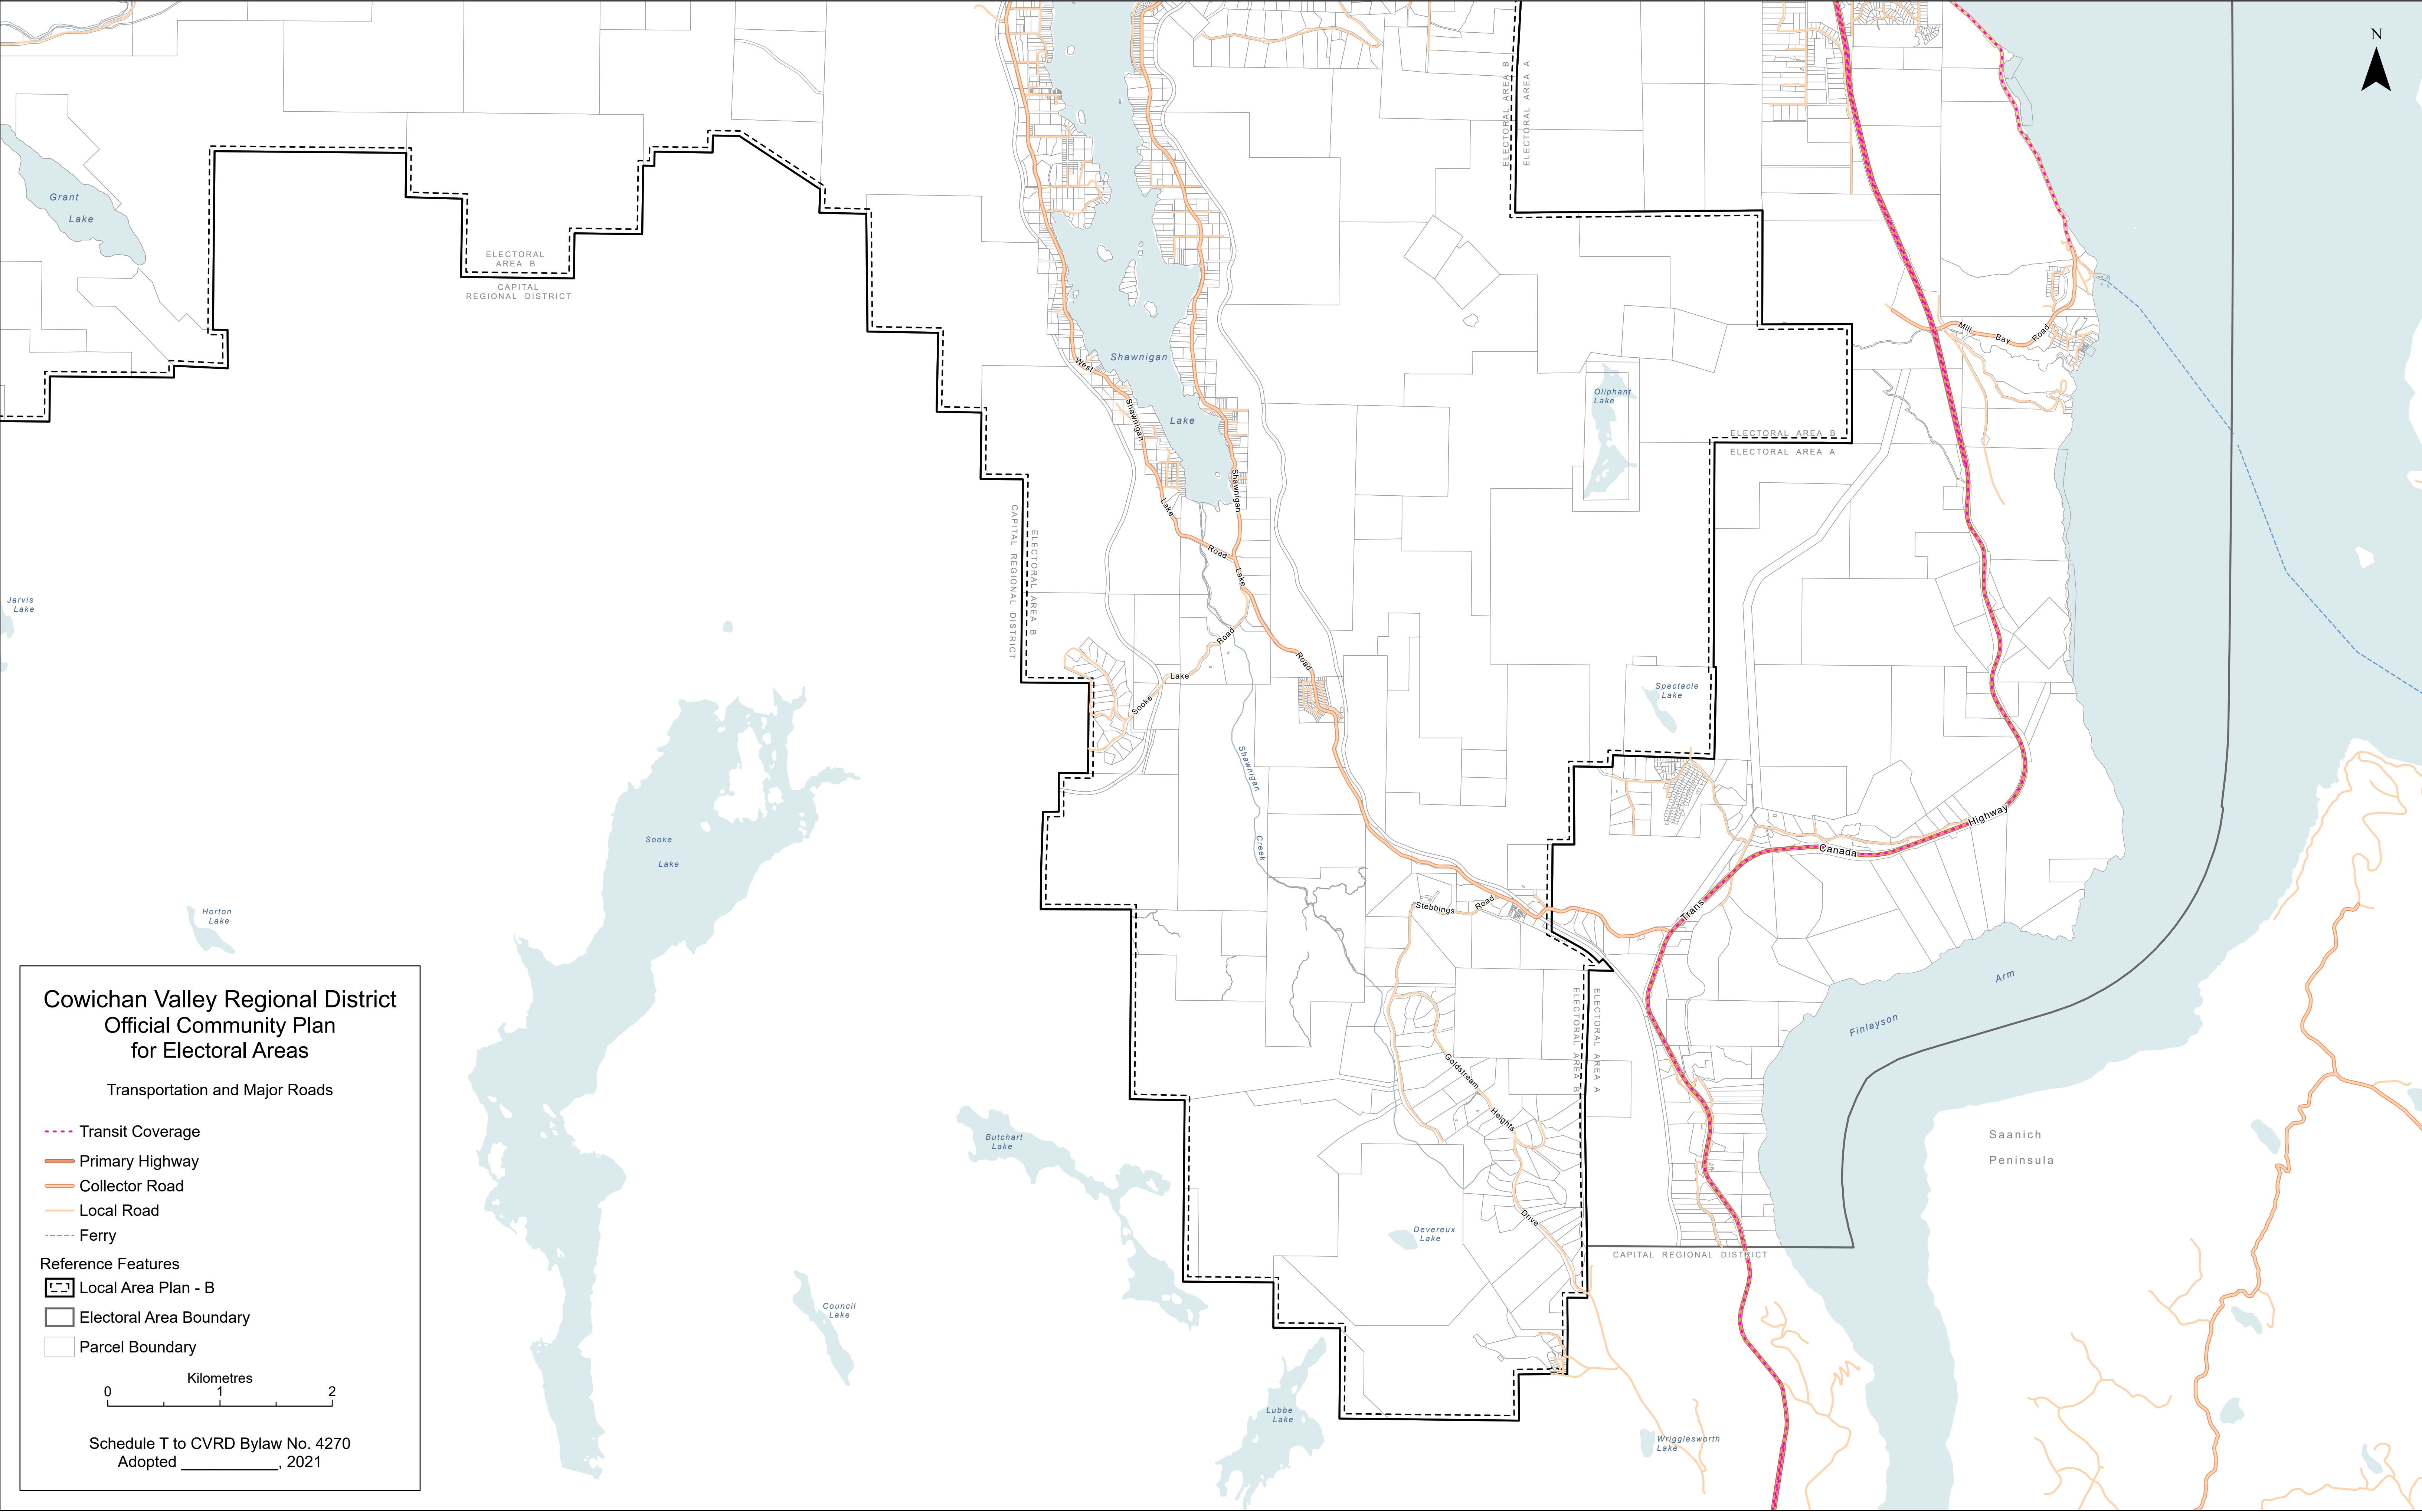 N
ELECTORAL AREA B
ELECTORAL AREA A
Grant
Lake
ELECTORAL
AREA B
CAPITAL
REGIONAL DISTRICT
Mill
Bay
Road
Shawnigan
Lake
West
Shawnigan
Lake
Road
Shawnigan
Lake
Road
Oliphant
Lake
ELECTORAL AREA B
ELECTORAL AREA A
CAPITAL REGIONAL DISTRICT
ELECTORAL AREA B
Jarvis
Lake
Sooke
Lake
Road
Spectacle
Lake
Shawnigan
Creek
Sooke
Lake
Trans
Canada
Highway
Stebbings
Road
Horton
Lake
Finlayson
Arm
ELECTORAL AREA B
ELECTORAL AREA A
Goldstream
Heights
Drive
Butchart
Lake
Saanich
Peninsula
Devereux
Lake
CAPITAL REGIONAL DISTRICT
Council
Lake
Lubbe
Lake
Wrigglesworth
Lake
Cowichan Valley Regional District
Official Community Plan
for Electoral Areas
Transportation and Major Roads
Transit Coverage
Primary Highway
Collector Road
Local Road
Ferry
Reference Features
Local Area Plan - B
Electoral Area Boundary
Parcel Boundary
Kilometres
0 1 2
Schedule T to CVRD Bylaw No. 4270
Adopted ____________, 2021